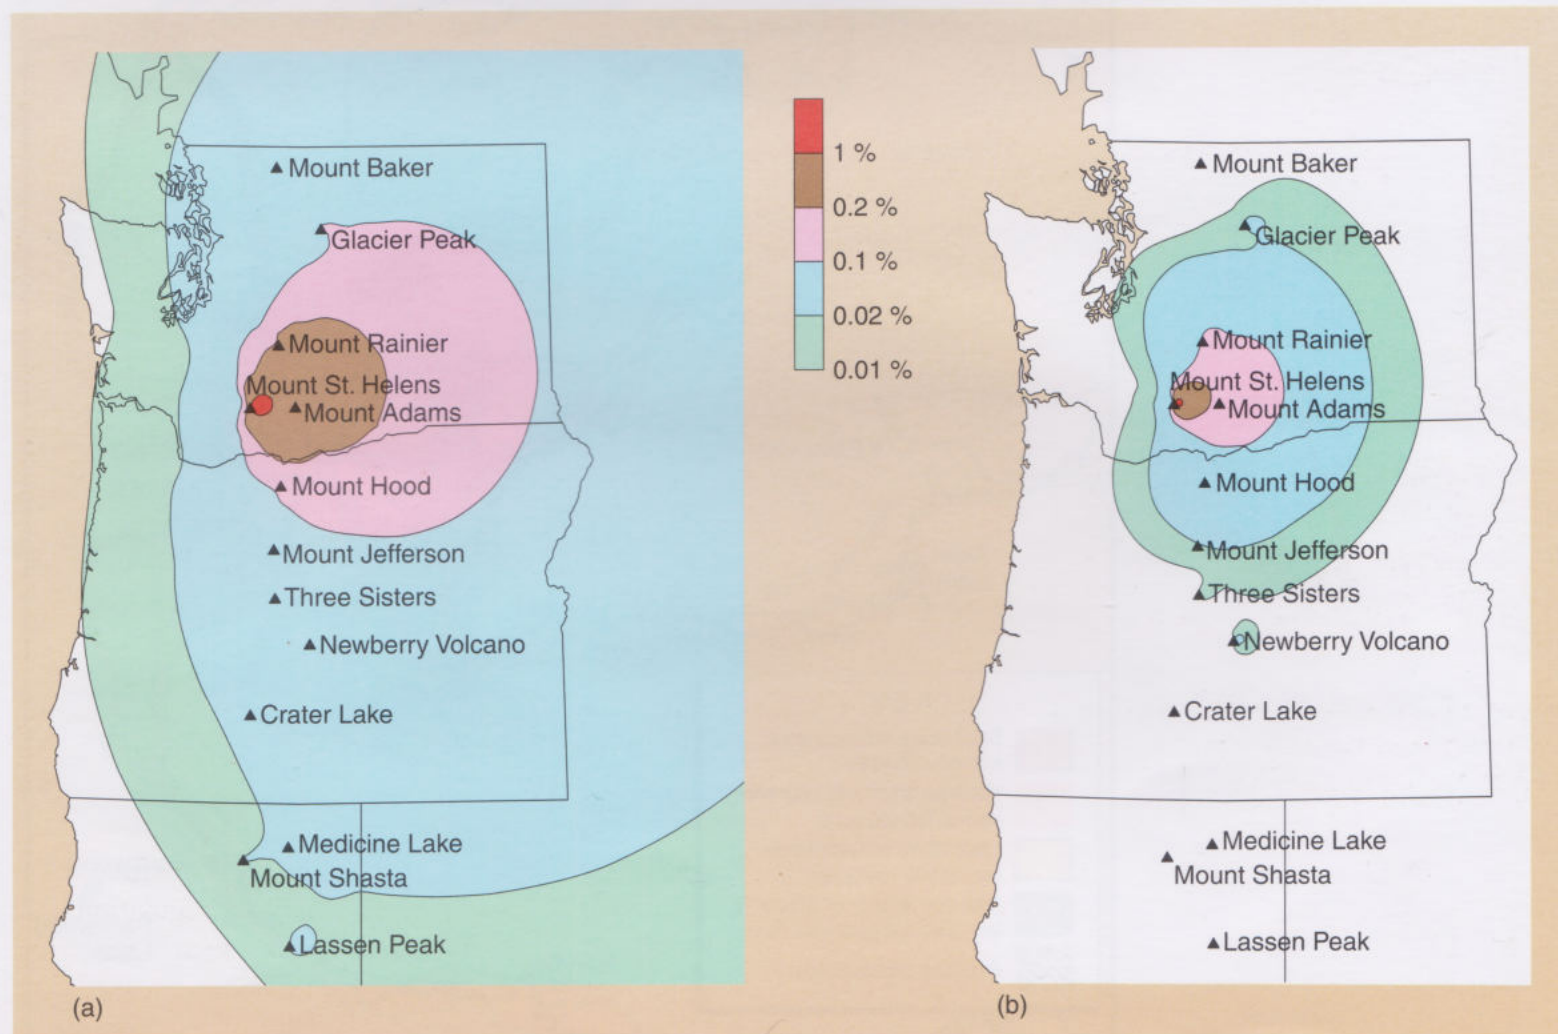 Mount Baker
Glacier Peak
Mount Rainier
Mount St. Helens
Mount Adams
Mount Hood
Mount Jefferson
Three Sisters
Newberry Volcano
Crater Lake
Medicine Lake
Mount Shasta
Lassen Peak
(a)
1 %
0.2 %
0.1 %
0.02 %
0.01 %
Mount Baker
Glacier Peak
Mount Rainier
Mount St. Helens
Mount Adams
Mount Hood
Mount Jefferson
Three Sisters
Newberry Volcano
Crater Lake
Medicine Lake
Mount Shasta
Lassen Peak
(b)